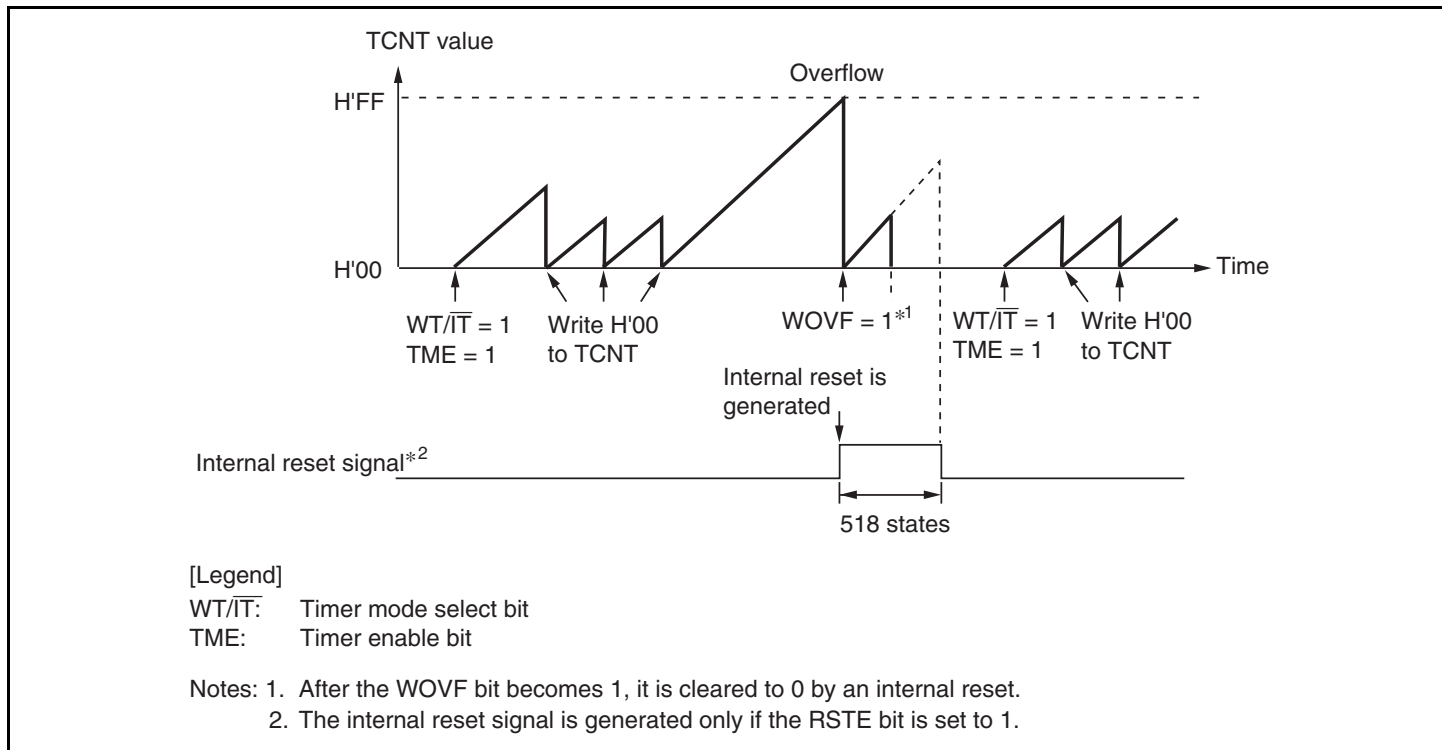 TCNT value
Overflow
H'FF
H'00
Time
WT/IT = 1
TME = 1
Write H'00
to TCNT
WOVF = 1*1
WT/IT = 1
TME = 1
Write H'00
to TCNT
Internal reset is
generated
Internal reset signal*2
518 states
[Legend]
WT/IT: Timer mode select bit
TME: Timer enable bit
Notes: 1. After the WOVF bit becomes 1, it is cleared to 0 by an internal reset.
2. The internal reset signal is generated only if the RSTE bit is set to 1.